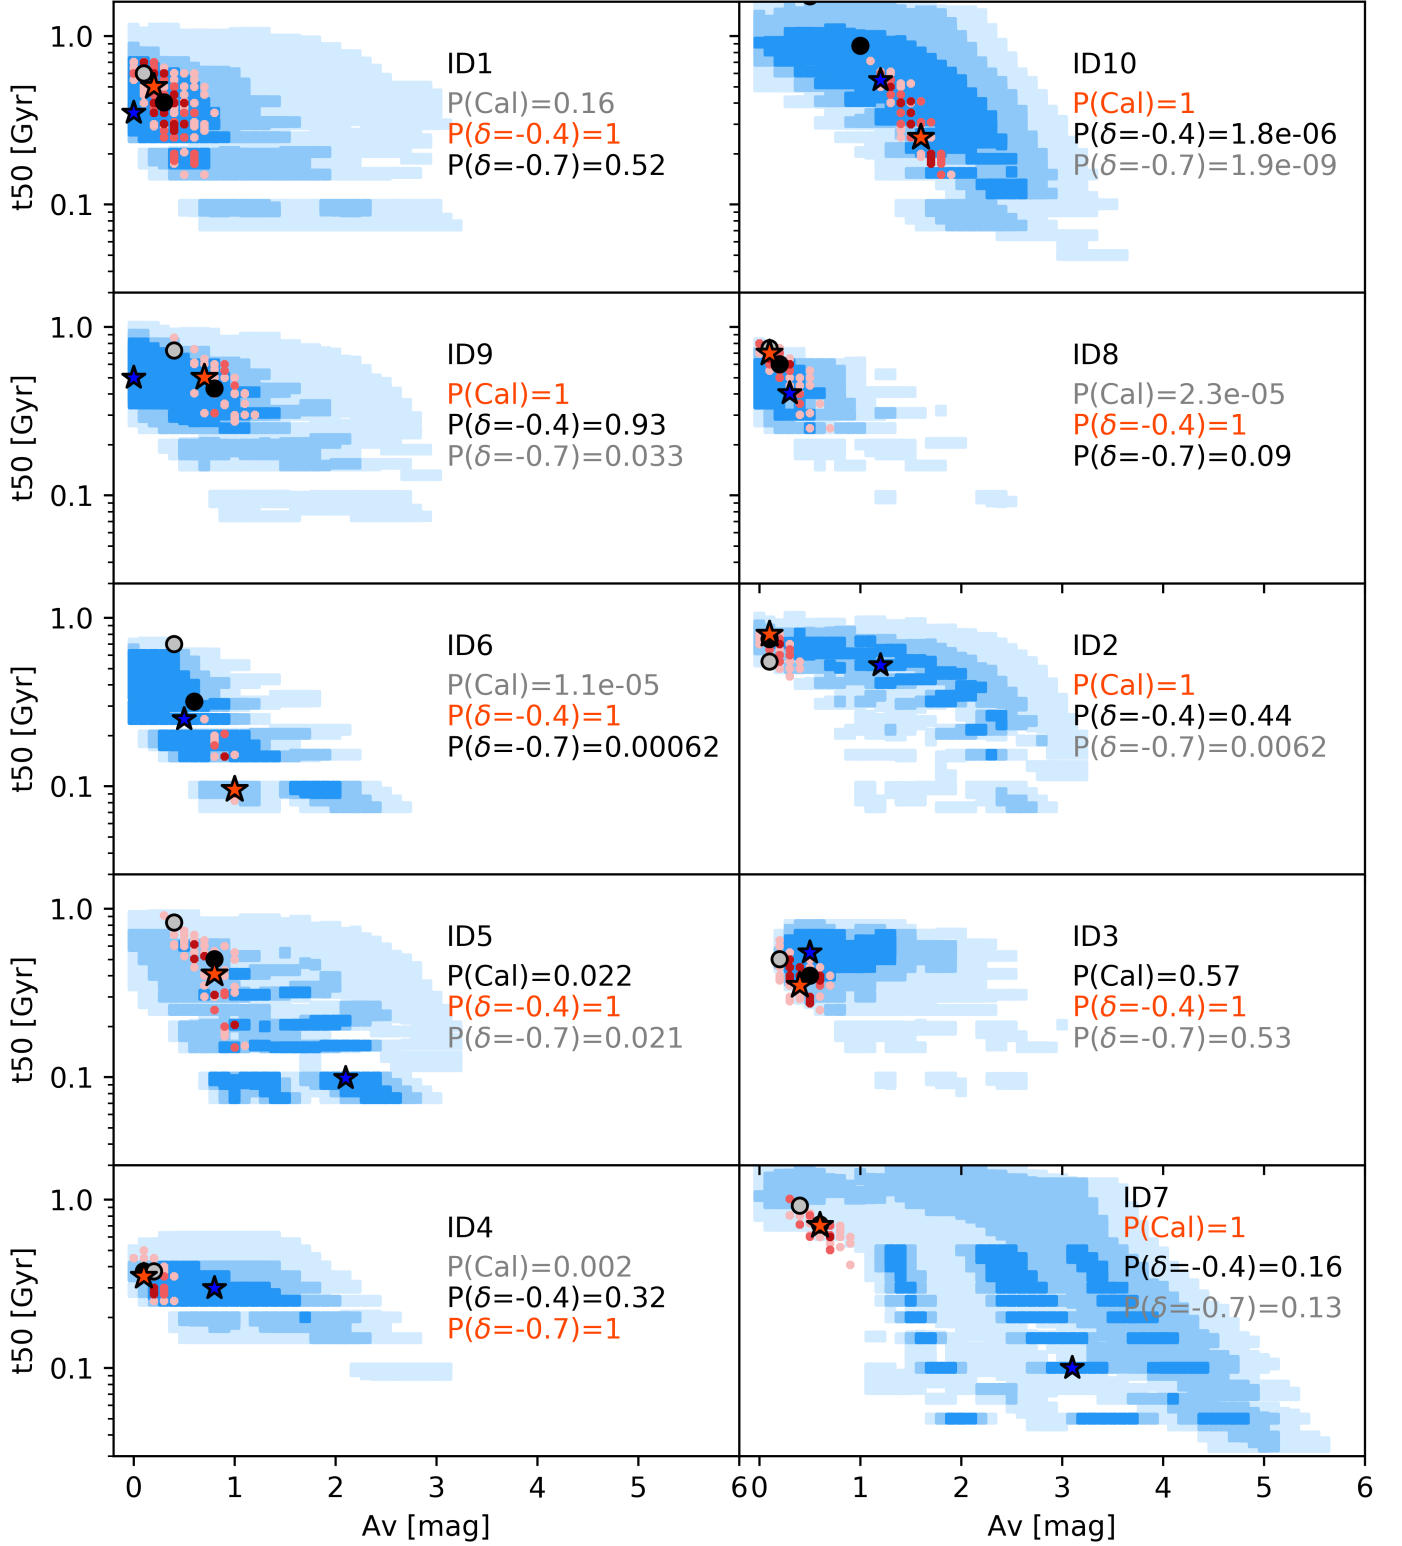 1.0
0.1
t50 [Gyr]
ID1
P(Cal)=0.16
P(δ=-0.4)=1
P(δ=-0.7)=0.52
ID10
P(Cal)=1
P(δ=-0.4)=1.8e-06
P(δ=-0.7)=1.9e-09
1.0
0.1
t50 [Gyr]
ID9
P(Cal)=1
P(δ=-0.4)=0.93
P(δ=-0.7)=0.033
ID8
P(Cal)=2.3e-05
P(δ=-0.4)=1
P(δ=-0.7)=0.09
1.0
0.1
t50 [Gyr]
ID6
P(Cal)=1.1e-05
P(δ=-0.4)=1
P(δ=-0.7)=0.00062
ID2
P(Cal)=1
P(δ=-0.4)=0.44
P(δ=-0.7)=0.0062
1.0
0.1
t50 [Gyr]
ID5
P(Cal)=0.022
P(δ=-0.4)=1
P(δ=-0.7)=0.021
ID3
P(Cal)=0.57
P(δ=-0.4)=1
P(δ=-0.7)=0.53
1.0
0.1
t50 [Gyr]
ID4
P(Cal)=0.002
P(δ=-0.4)=0.32
P(δ=-0.7)=1
ID7
P(Cal)=1
P(δ=-0.4)=0.16
P(δ=-0.7)=0.13
0 1 2 3 4 5 6
0 1 2 3 4 5 6
Av [mag]
Av [mag]